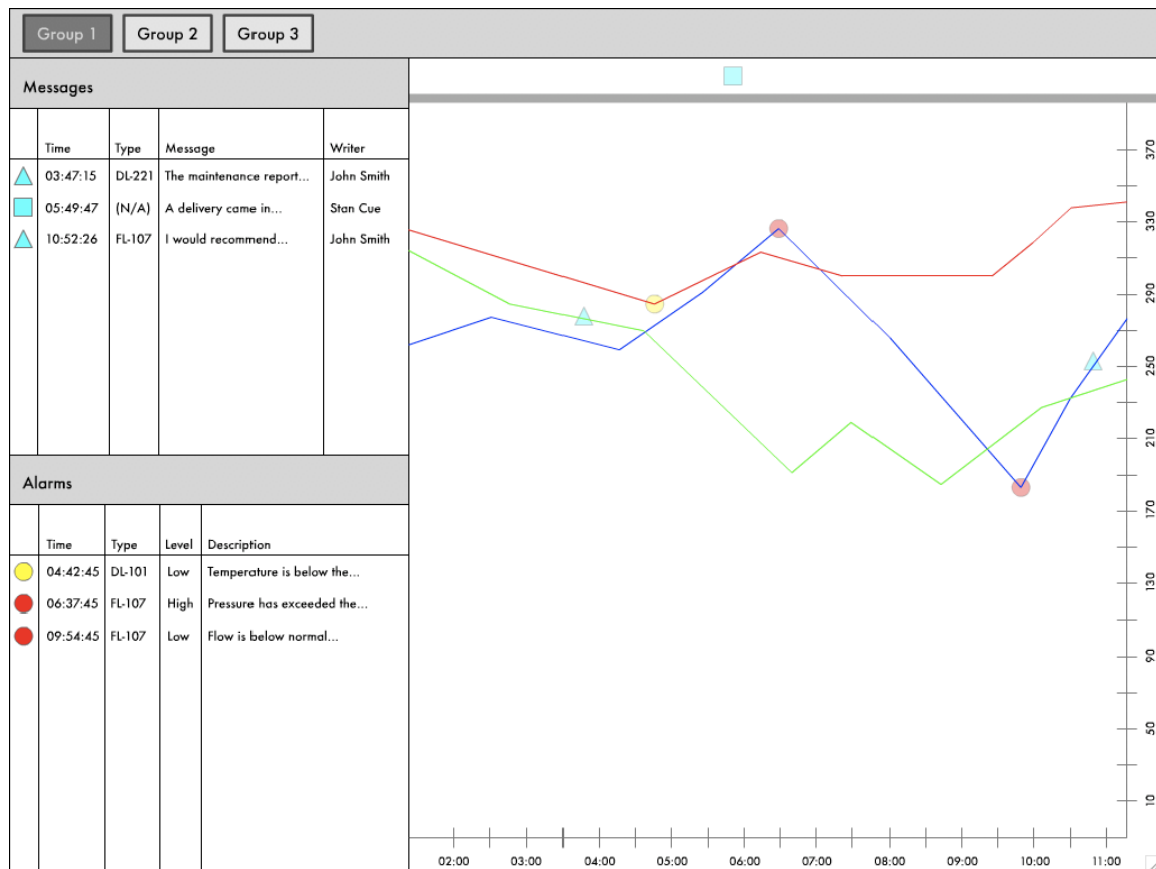 Group 1 Group 2 Group 3
Messages
Time Type Message Writer
03:47:15 DL-221 The maintenance report... John Smith
05:49:47 (N/A) A delivery came in... Stan Cue
10:52:26 FL-107 I would recommend... John Smith
Alarms
Time Type Level Description
04:42:45 DL-101 Low Temperature is below the...
06:37:45 FL-107 High Pressure has exceeded the...
09:54:45 FL-107 Low Flow is below normal...
370
330
290
250
210
170
130
90
50
10
02:00 03:00 04:00 05:00 06:00 07:00 08:00 09:00 10:00 11:00